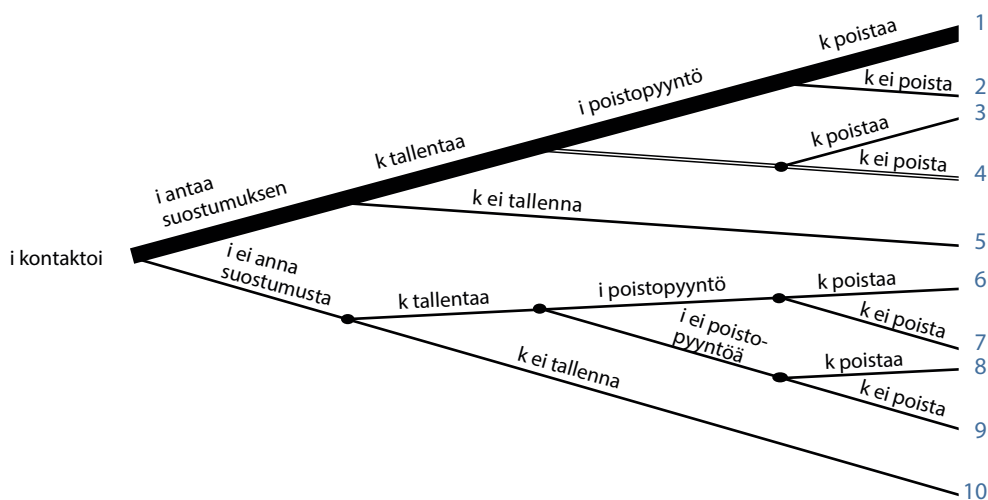 1
k poistaa
k ei poista
2
i poistopyyntö
3
k poistaa
k tallentaa
k ei poista
4
i antaa
suostumuksen
k ei tallenna
5
i kontaktoi
i ei anna
suostumusta
k tallentaa
i poistopyyntö
k poistaa
6
k ei poista
7
i ei poisto-
pyyntöä
k ei tallenna
k poistaa
8
k ei poista
9
10